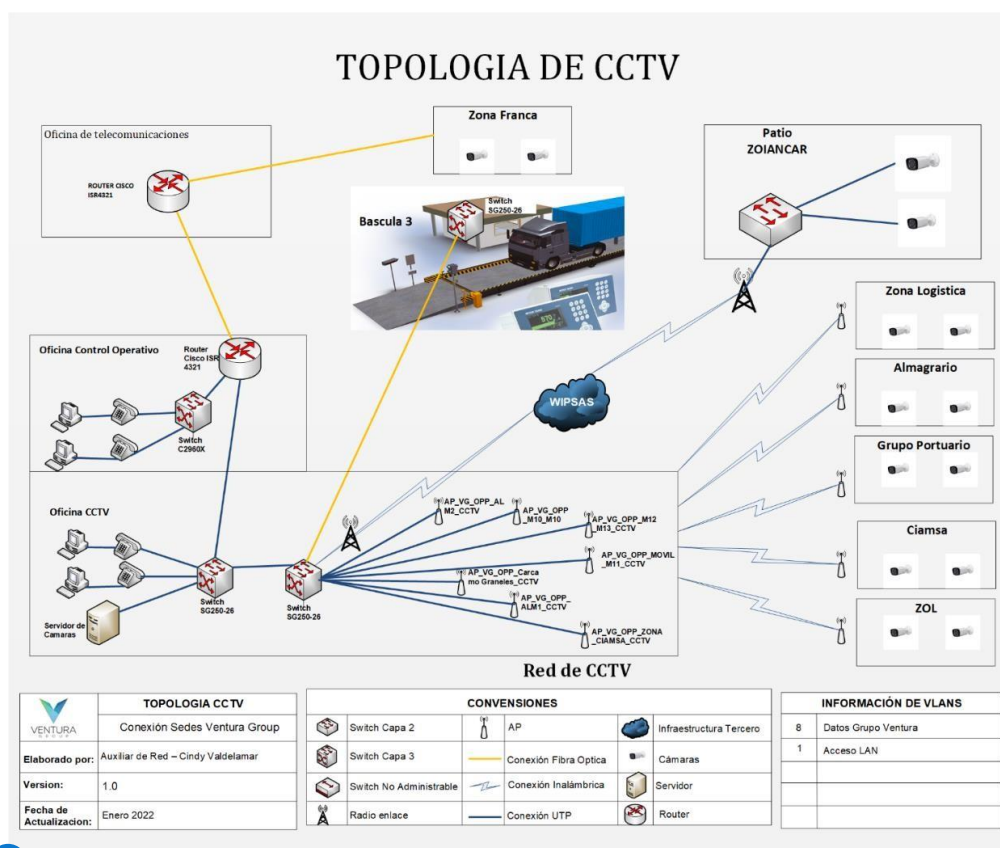 TOPOLOGIA DE CCTV
Oficina de telecomunicaciones
ROUTER CISCO
ISR4321
Zona Franca
Bascula 3
Switch
SG250-26
Patio
ZOIANCAR
Oficina Control Operativo
Router
Cisco ISR
4321
Switch
C2960X
WIPSAS
Zona Logistica
Almagrario
Grupo Portuario
Ciamsa
ZOL
Oficina CCTV
Servidor de
Camaras
Switch
SG250-26
Switch
SG250-26
AP_VG_OPP_AL
M2_CCTV
AP_VG_OPP
_M10_M10
AP_VG_OPP_M12
_M13_CCTV
AP_VG_OPP_MOVIL
_M11_CCTV
AP_VG_OPP_Carca
mo Graneles_CCTV
AP_VG_OPP_
ALM1_CCTV
AP_VG_OPP_ZONA
_CIAMSA_CCTV
Red de CCTV
VENTURA
GROUP
TOPOLOGIA CCTV
Conexión Sedes Ventura Group
Elaborado por:
Auxiliar de Red – Cindy Valdelamar
Version:
1.0
Fecha de
Actualizacion:
Enero 2022
CONVENSIONES
Switch Capa 2
AP
Infraestructura Tercero
Switch Capa 3
Conexión Fibra Optica
Cámaras
Switch No Administrable
Conexión Inalámbrica
Servidor
Radio enlace
Conexión UTP
Router
INFORMACIÓN DE VLANS
8 Datos Grupo Ventura
1 Acceso LAN